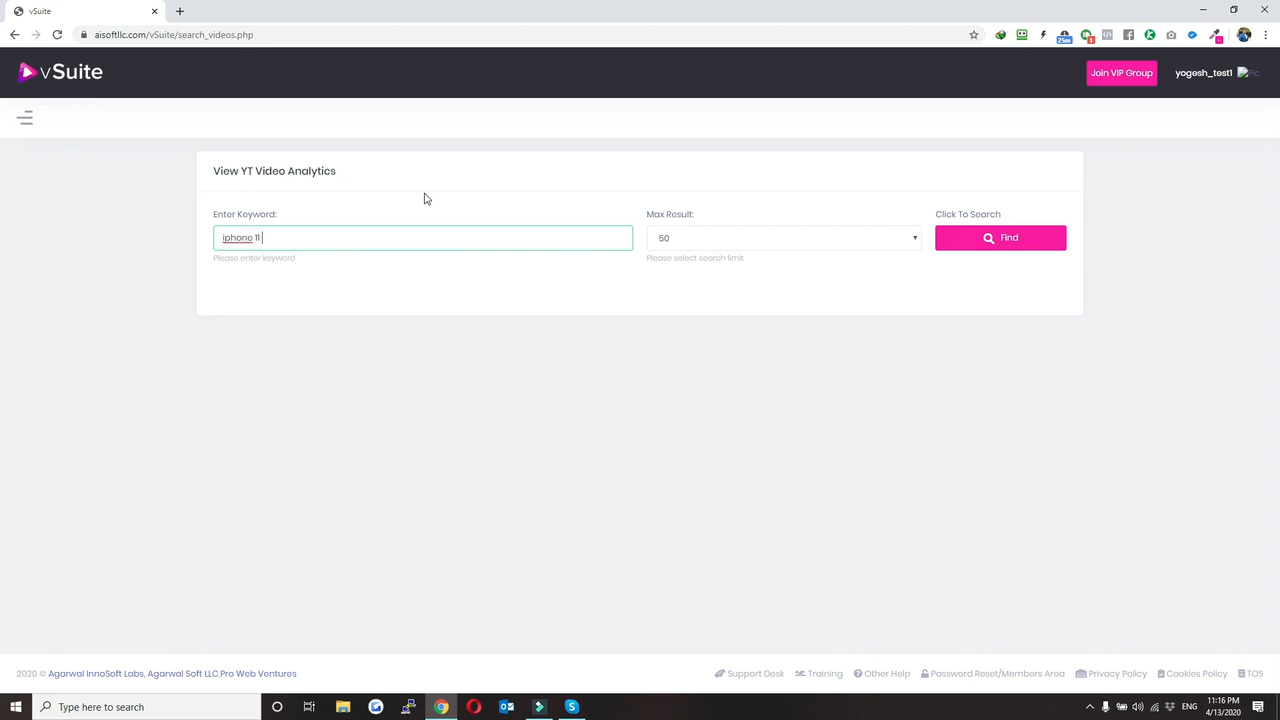 vSuite
aisoftllc.com/vSuite/search_videos.php
25m
vSuite
Join VIP Group
yogesh_test1
Pic
View YT Video Analytics
Enter Keyword:
Max Result:
Click To Search
iphone 11
50
Find
Please enter keyword
Please select search limit
2020 © Agarwal InnoSoft Labs, Agarwal Soft LLC,Pro Web Ventures
Support Desk
Training
Other Help
Password Reset/Members Area
Privacy Policy
Cookies Policy
TOS
Type here to search
ENG
11:16 PM
4/13/2020